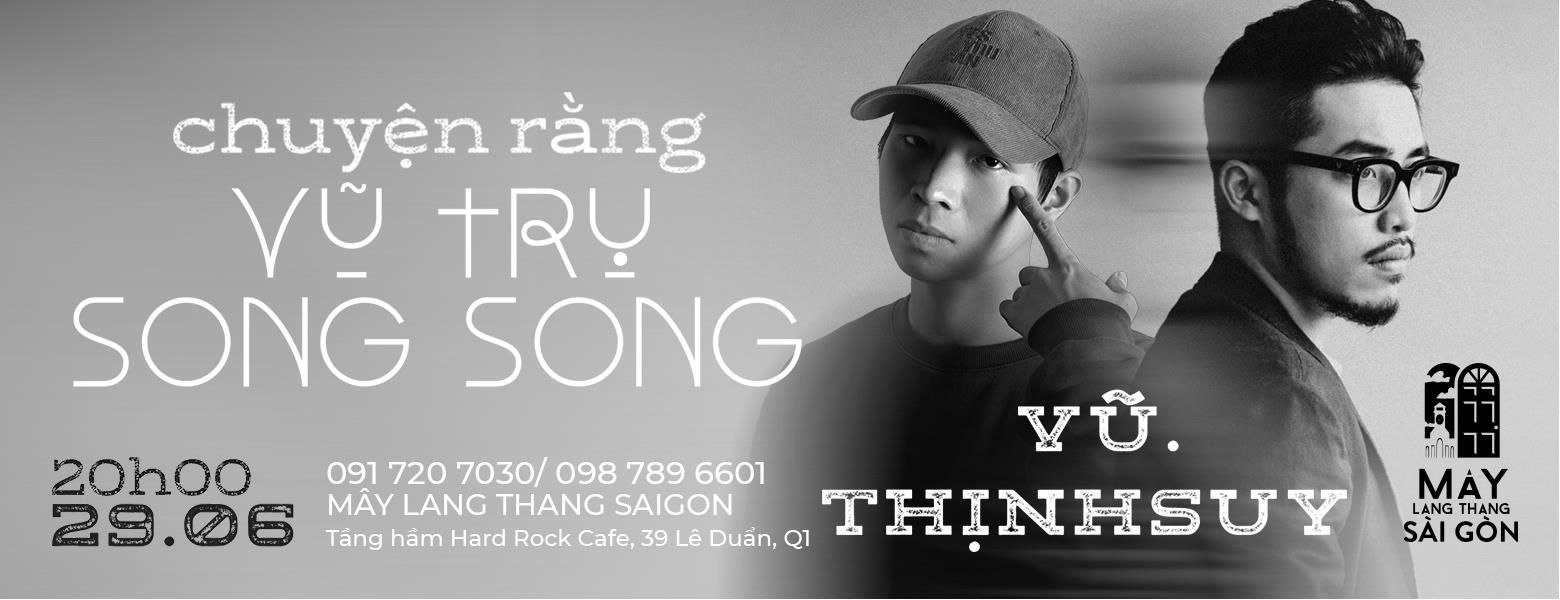 chuyện rằng
VŨ TRỤ
SONG SONG
20h00
29.06
091 720 7030/ 098 789 6601
MÂY LANG THANG SAIGON
Tầng hầm Hard Rock Cafe, 39 Lê Duẩn, Q1
VŨ.
THỊNHSUY
MÂY
LANG THANG
SÀI GÒN